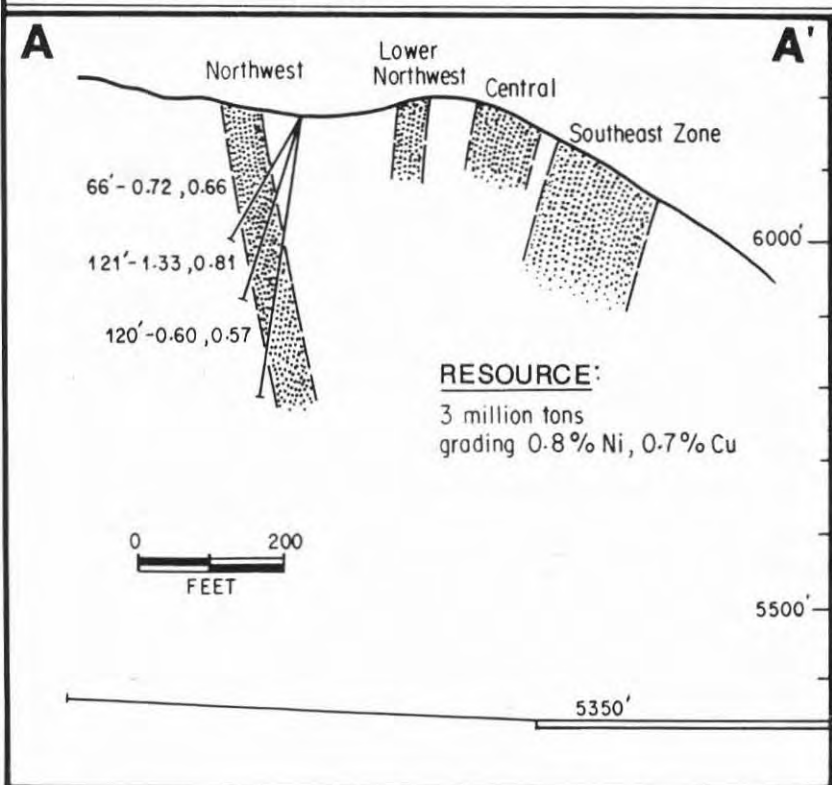 A
A'
Northwest
Lower
Northwest
Central
Southeast Zone
66'-0.72,0.66
121'-1.33,0.81
120'-0.60,0.57
6000'
RESOURCE:
3 million tons
grading 0.8% Ni, 0.7% Cu
0 200
FEET
5500'
5350'